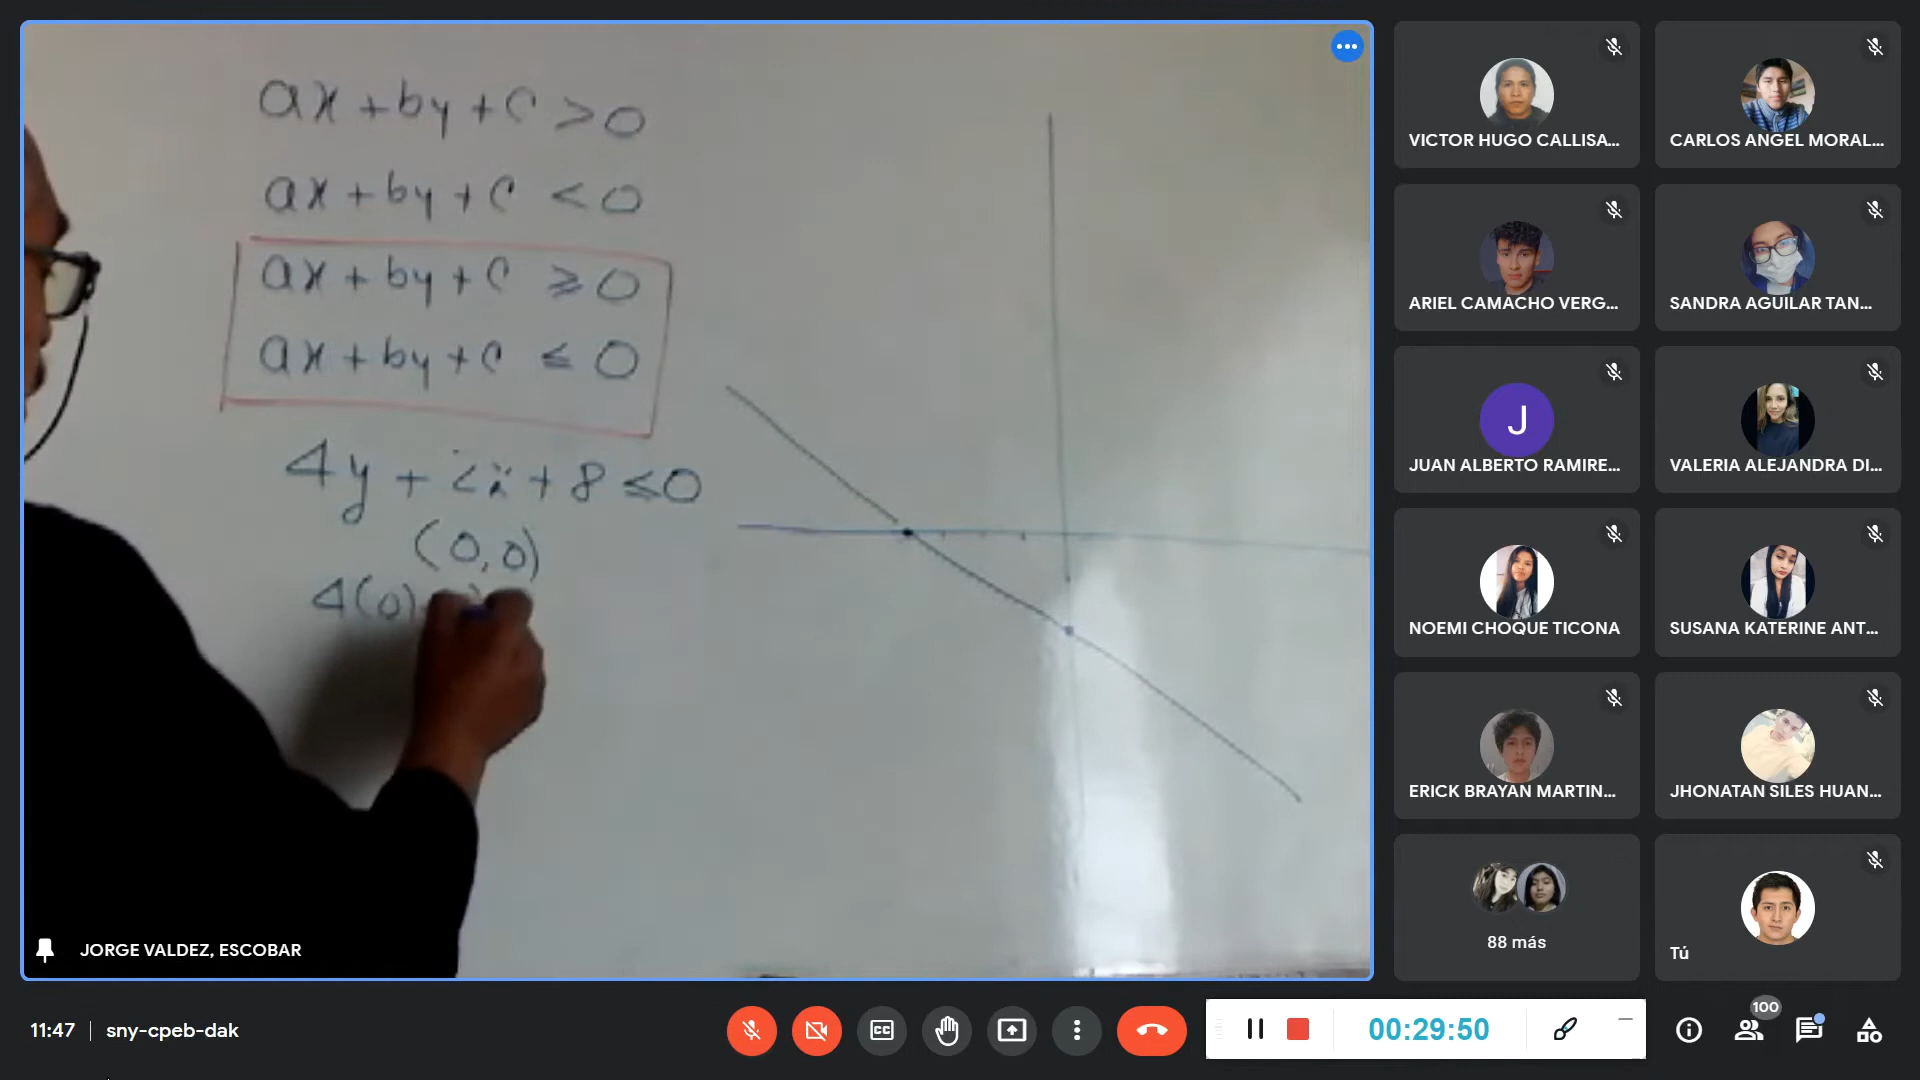 ax+by+c >0
ax+by+c <0
ax+by+c ≥0
ax+by+c ≤0
4y+2x+8≤0
(0,0)
4(0)
JORGE VALDEZ, ESCOBAR
VICTOR HUGO CALLISA...
CARLOS ANGEL MORAL...
ARIEL CAMACHO VERG...
SANDRA AGUILAR TAN...
J
JUAN ALBERTO RAMIRE...
VALERIA ALEJANDRA DI...
NOEMI CHOQUE TICONA
SUSANA KATERINE ANT...
ERICK BRAYAN MARTIN...
JHONATAN SILES HUAN...
88 más
Tú
11:47 | sny-cpeb-dak
CC
00:29:50
100